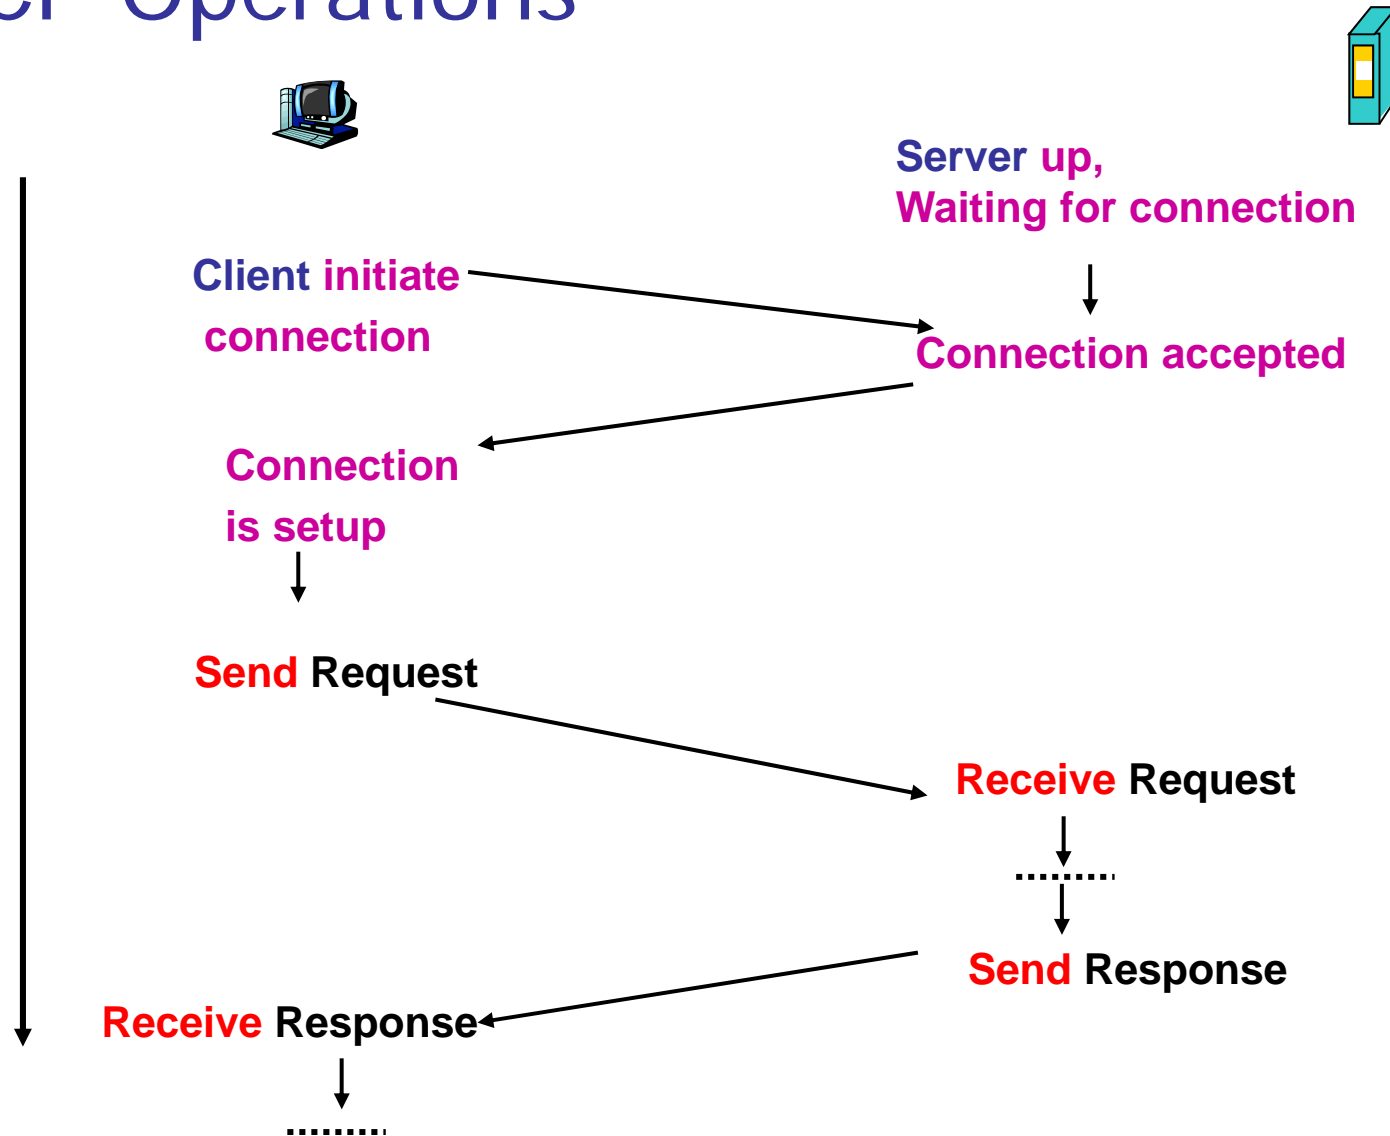 Operations
Server up,
Waiting for connection
Client initiate
connection
Connection accepted
Connection
is setup
Send Request
Receive Request
Send Response
Receive Response